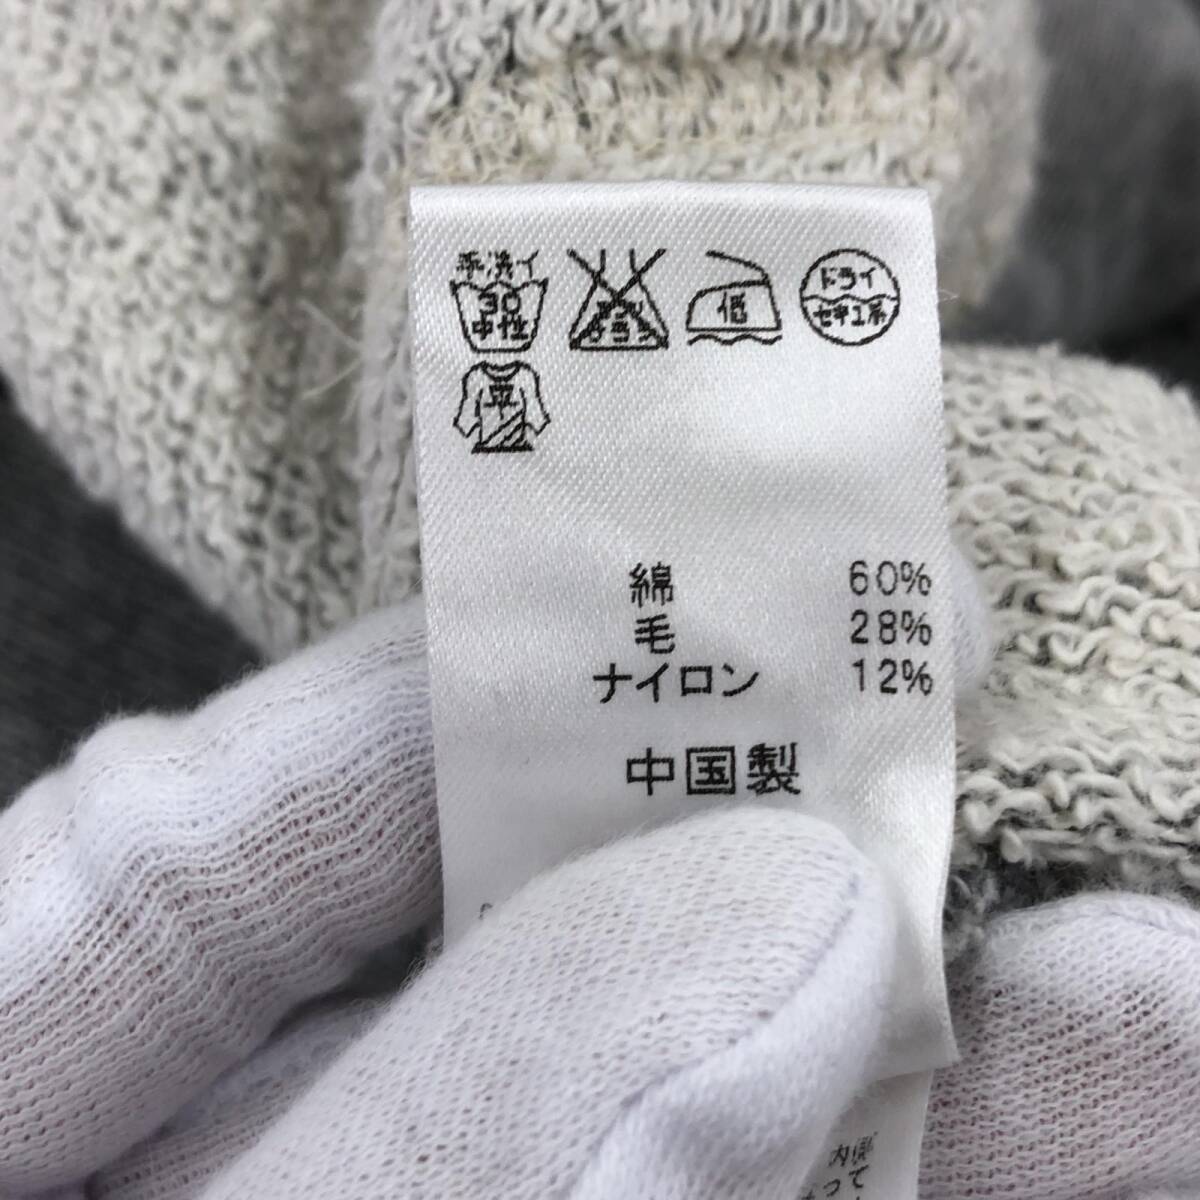 手洗イ
30
中性
低
ドライ
セキユ系
平
綿 60%
毛 28%
ナイロン 12%
中国製